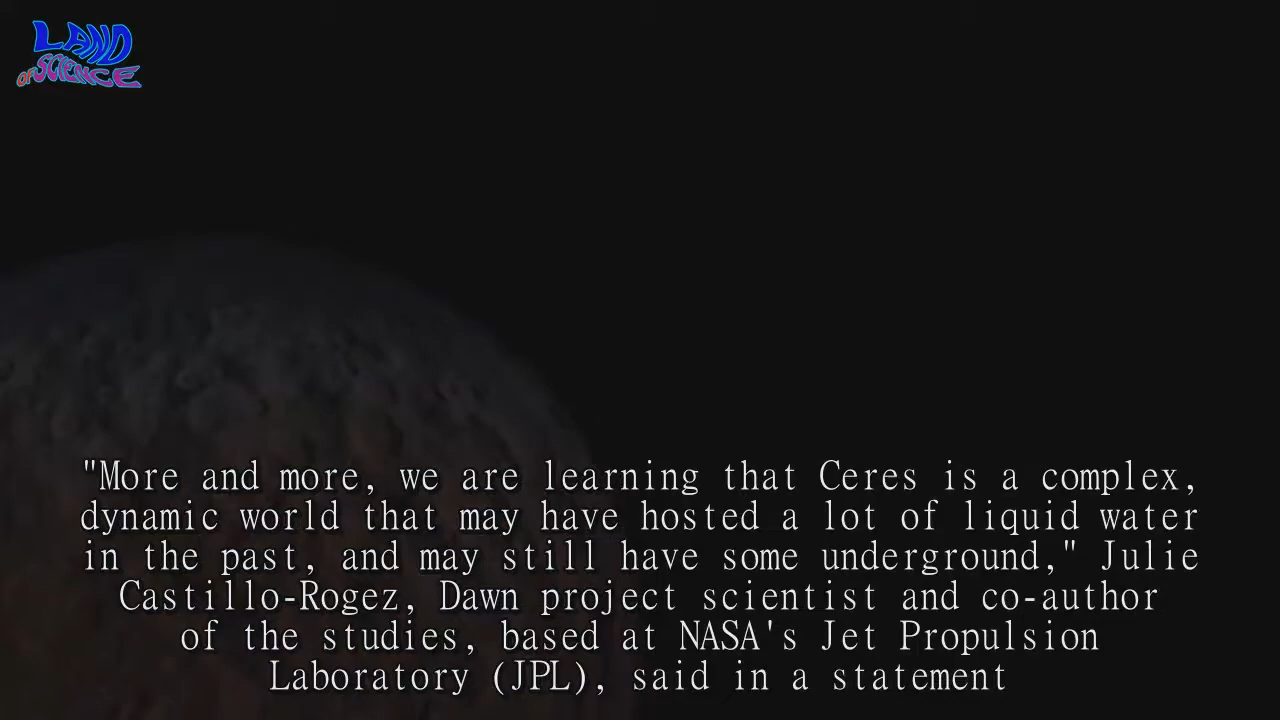 LAND
OF SCIENCE
"More and more, we are learning that Ceres is a complex,
dynamic world that may have hosted a lot of liquid water
in the past, and may still have some underground," Julie
Castillo-Rogez, Dawn project scientist and co-author
of the studies, based at NASA's Jet Propulsion
Laboratory (JPL), said in a statement